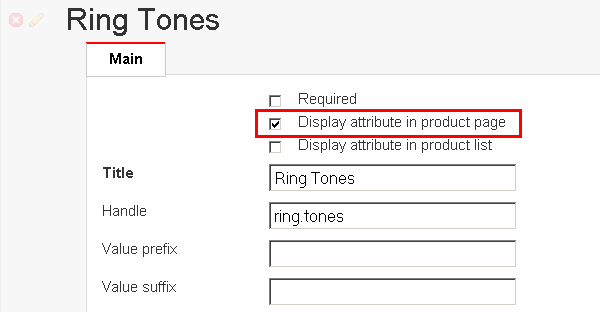 Ring Tones
Main
Required
Display attribute in product page
Display attribute in product list
Title Ring Tones
Handle ring.tones
Value prefix
Value suffix